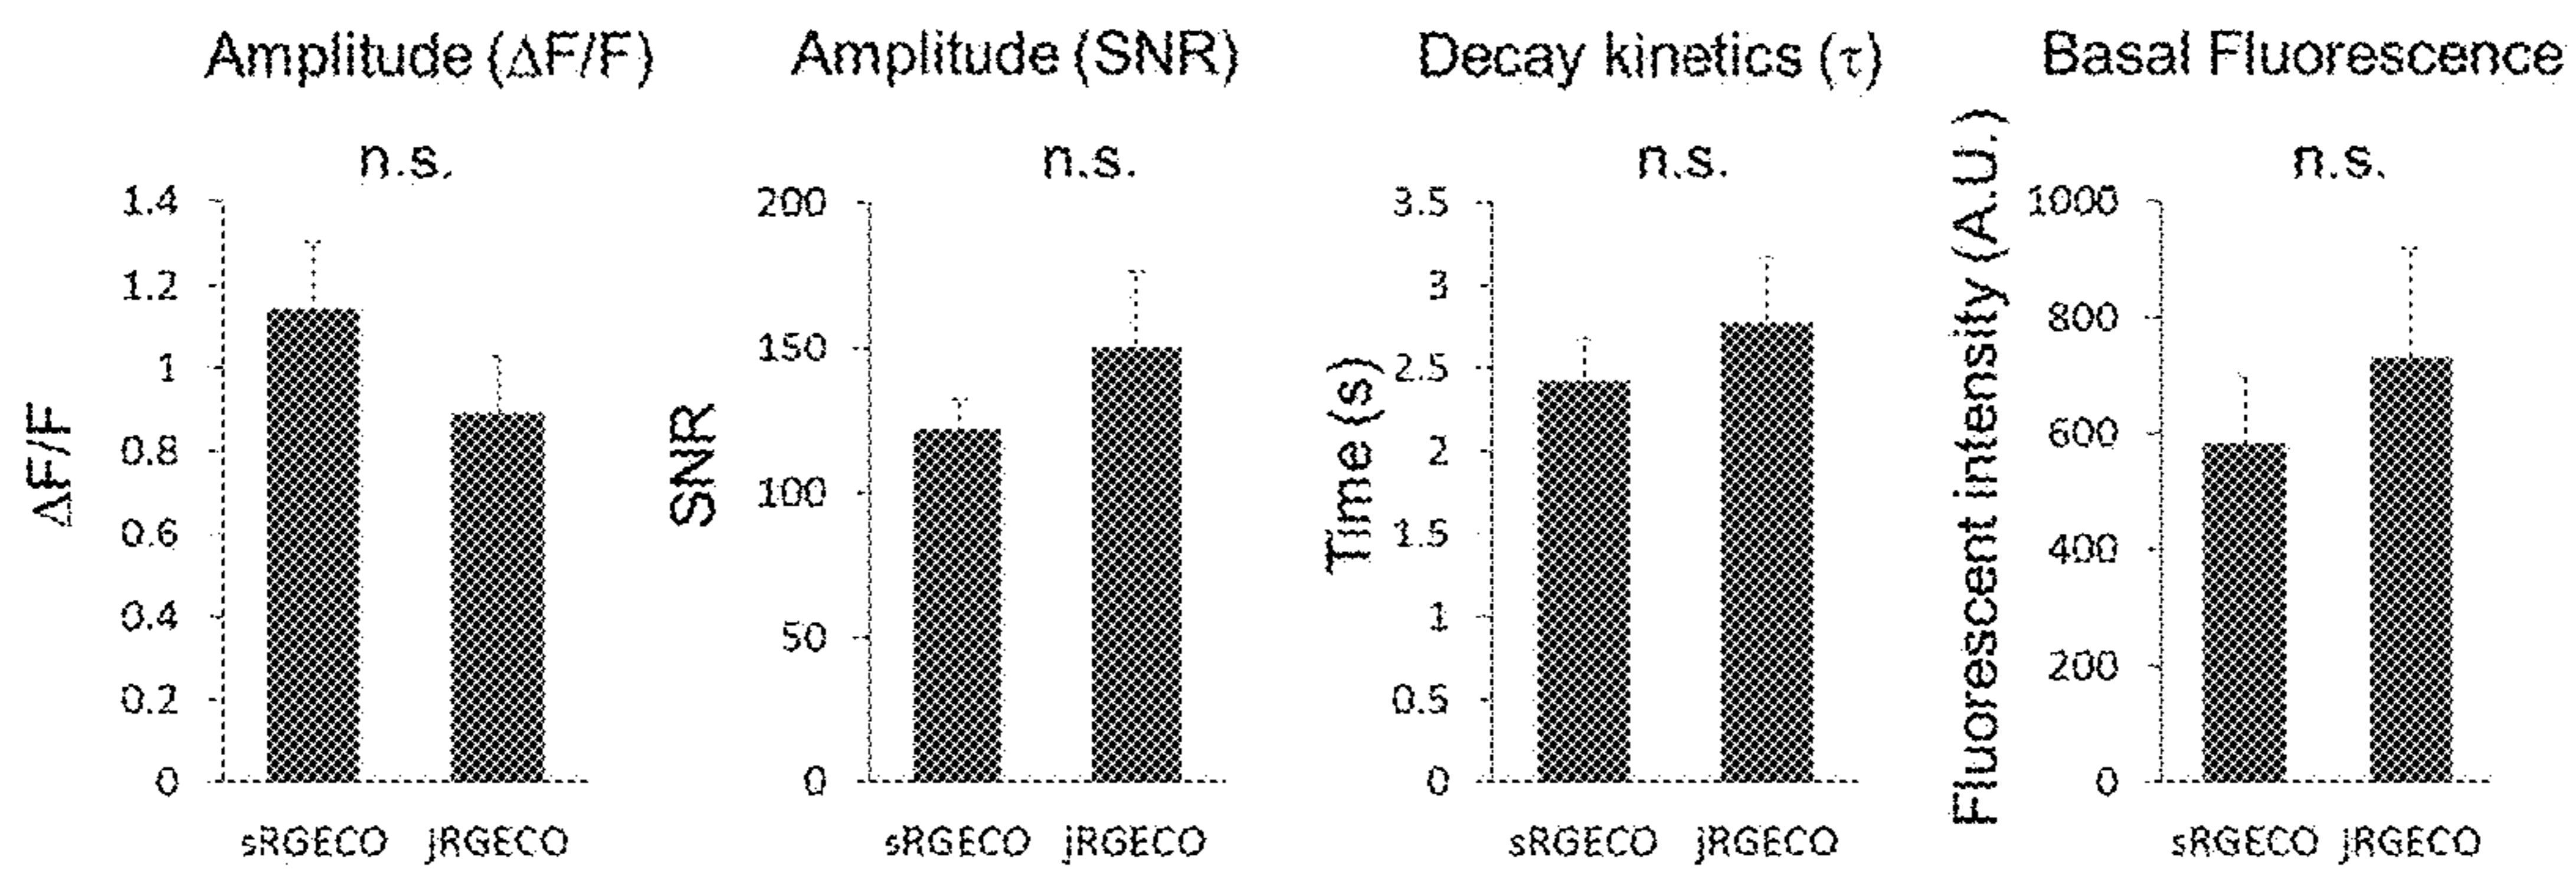 Amplitude (ΔF/F)
n.s.
ΔF/F
1.4
1.2
1
0.8
0.6
0.4
0.2
0
sRGECO jRGECO
Amplitude (SNR)
n.s.
SNR
200
150
100
50
0
sRGECO jRGECO
Decay kinetics (τ)
n.s.
Time (s)
3.5
3
2.5
2
1.5
1
0.5
0
sRGECO jRGECO
Basal Fluorescence
n.s.
Fluorescent intensity (A.U.)
1000
800
600
400
200
0
sRGECO jRGECO